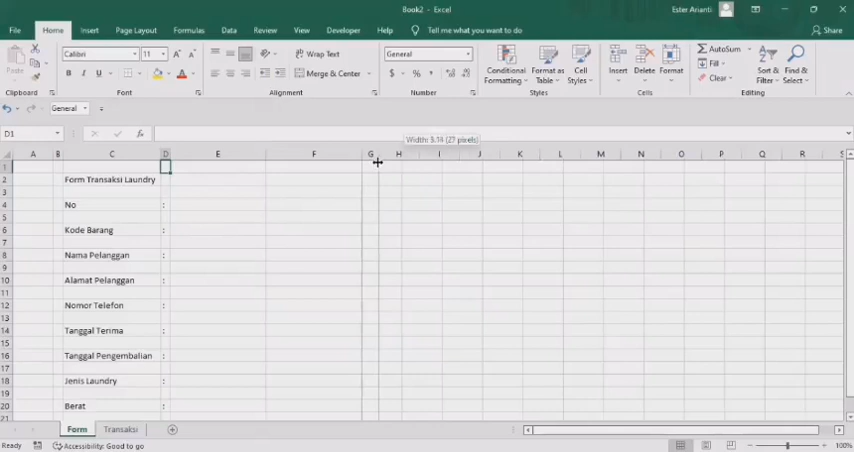 Book2 - Excel
Ester Arianti
File Home Insert Page Layout Formulas Data Review View Developer Help Tell me what you want to do Share
Calibri 11 Wrap Text General AutoSum
Fill
Paste B I U A Merge & Center $ % Conditional Formatting Format as Table Cell Styles Insert Delete Format Clear Sort & Filter Find & Select
Clipboard Font Alignment Number Styles Cells Editing
General
D1 fx
Width: (27 pixels)
A B C D E F G H I J K L M N O P Q R S
1
2 Form Transaksi Laundry
3
4 No :
5
6 Kode Barang :
7
8 Nama Pelanggan :
9
10 Alamat Pelanggan :
11
12 Nomor Telefon :
13
14 Tanggal Terima :
15
16 Tanggal Pengembalian :
17
18 Jenis Laundry :
19
20 Berat :
21
Form Transaksi
Ready Accessibility: Good to go 100%